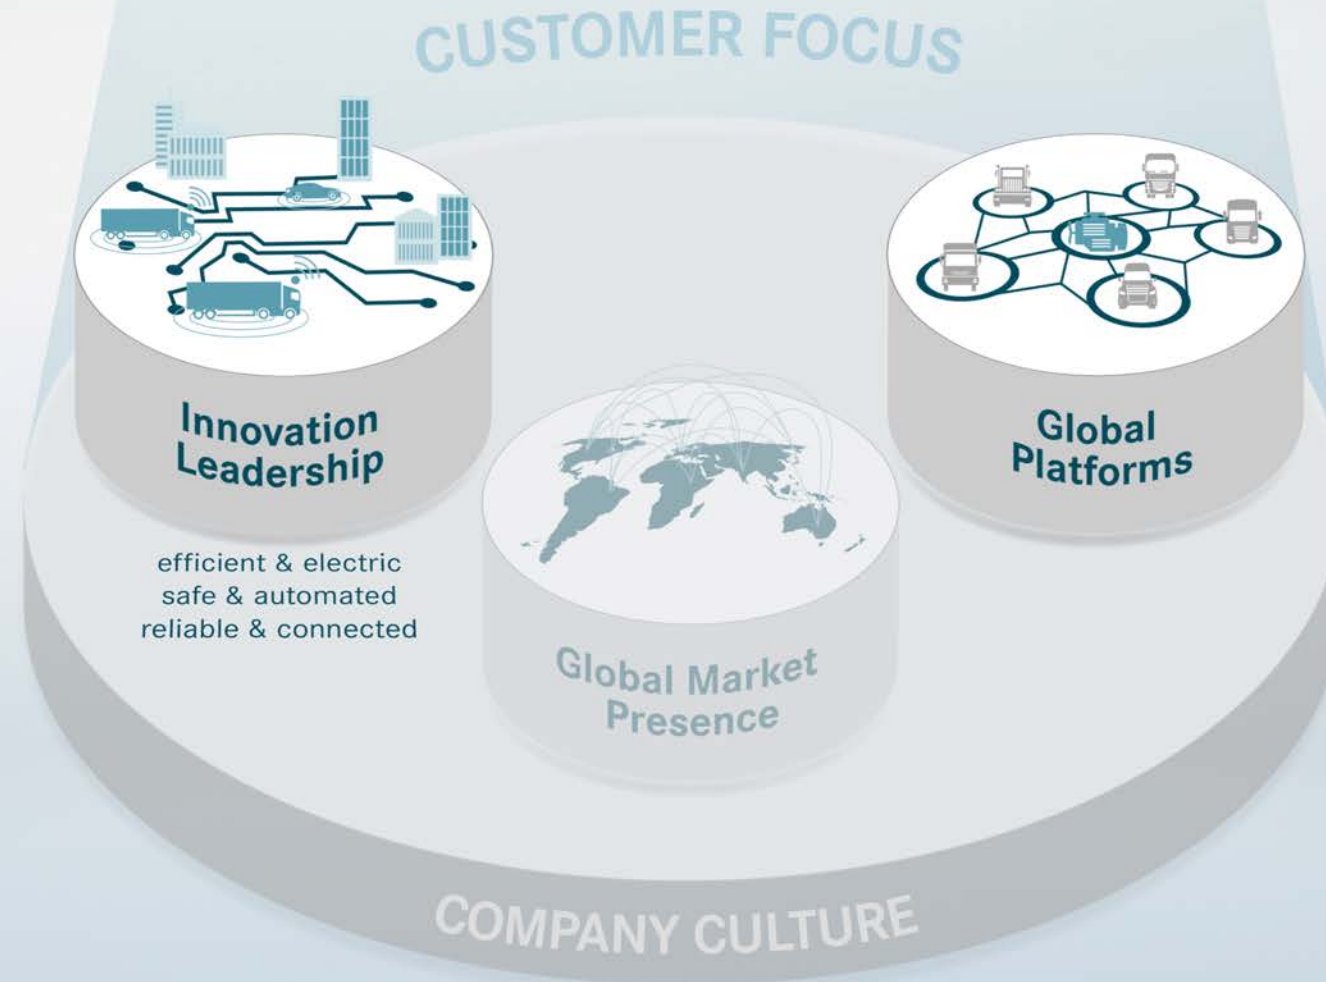 CUSTOMER FOCUS
Innovation
Leadership
efficient & electric
safe & automated
reliable & connected
Global Market
Presence
Global
Platforms
COMPANY CULTURE